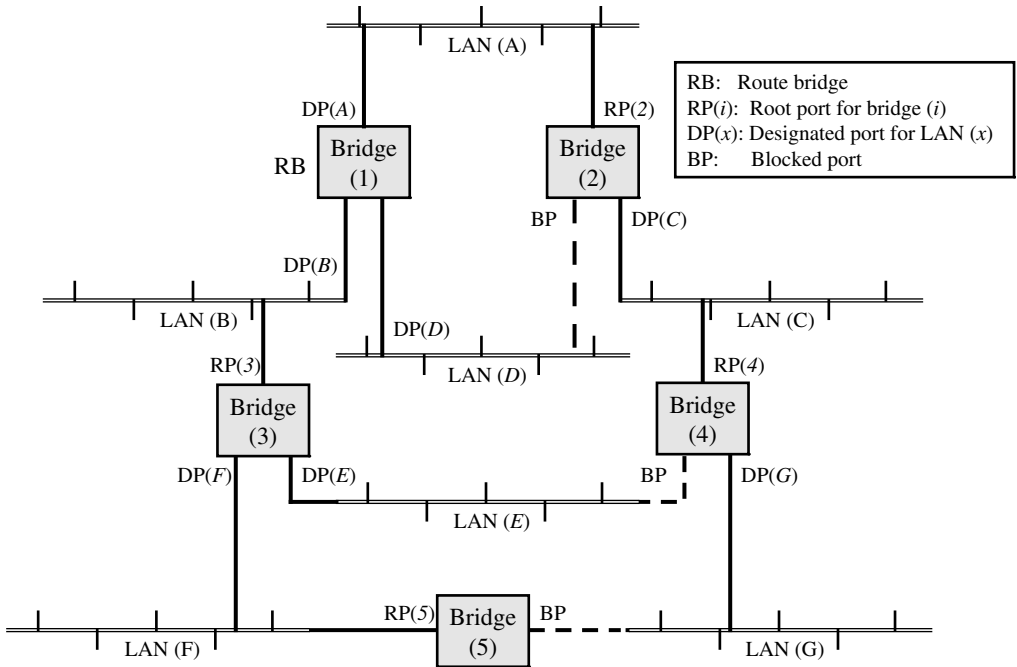 LAN (A)
RB: Route bridge
RP(i): Root port for bridge (i)
DP(x): Designated port for LAN (x)
BP: Blocked port
DP(A)
RP(2)
RB
Bridge
(1)
Bridge
(2)
BP
DP(C)
DP(B)
LAN (B)
DP(D)
LAN (C)
RP(3)
LAN (D)
RP(4)
Bridge
(3)
Bridge
(4)
DP(F)
DP(E)
BP
DP(G)
LAN (E)
RP(5)
Bridge
(5)
BP
LAN (F)
LAN (G)